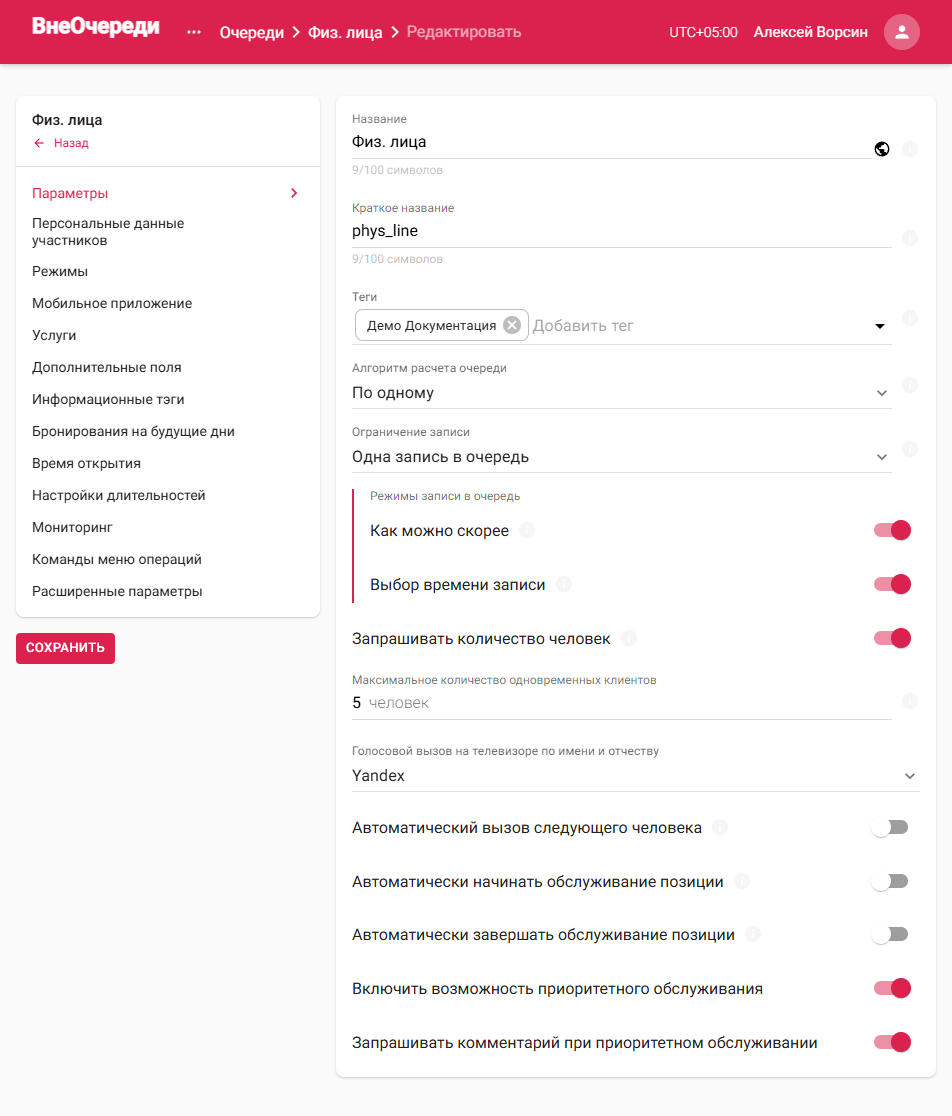 ВнеОчереди
... Очереди > Физ. лица > Редактировать
UTC+05:00 Алексей Ворсин
Физ. лица
← Назад
Параметры
Персональные данные
участников
Режимы
Мобильное приложение
Услуги
Дополнительные поля
Информационные тэги
Бронирования на будущие дни
Время открытия
Настройки длительностей
Мониторинг
Команды меню операций
Расширенные параметры
СОХРАНИТЬ
Название
Физ. лица
9/100 символов
Краткое название
phys_line
9/100 символов
Теги
Демо Документация
Добавить тег
Алгоритм расчета очереди
По одному
Ограничение записи
Одна запись в очередь
Режимы записи в очередь
Как можно скорее
Выбор времени записи
Запрашивать количество человек
Максимальное количество одновременных клиентов
5 человек
Голосовой вызов на телевизоре по имени и отчеству
Yandex
Автоматический вызов следующего человека
Автоматически начинать обслуживание позиции
Автоматически завершать обслуживание позиции
Включить возможность приоритетного обслуживания
Запрашивать комментарий при приоритетном обслуживании